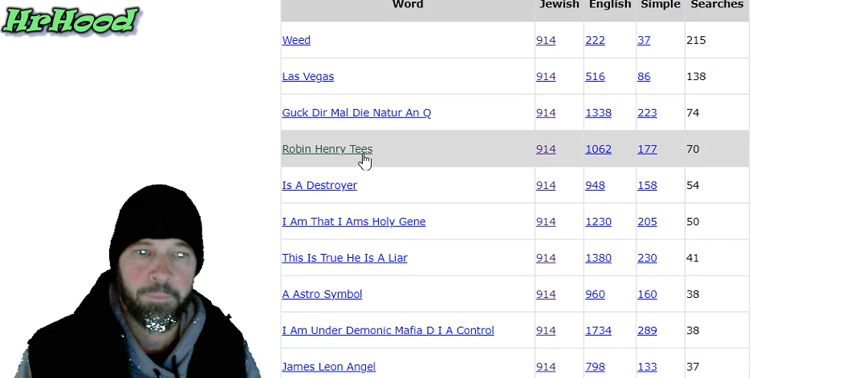 HrHood
Word Jewish English Simple Searches
Weed 914 222 37 215
Las Vegas 914 516 86 138
Guck Dir Mal Die Natur An Q 914 1338 223 74
Robin Henry Tees 914 1062 177 70
Is A Destroyer 914 948 158 54
I Am That I Ams Holy Gene 914 1230 205 50
This Is True He Is A Liar 914 1380 230 41
A Astro Symbol 914 960 160 38
I Am Under Demonic Mafia D I A Control 914 1734 289 38
James Leon Angel 914 798 133 37